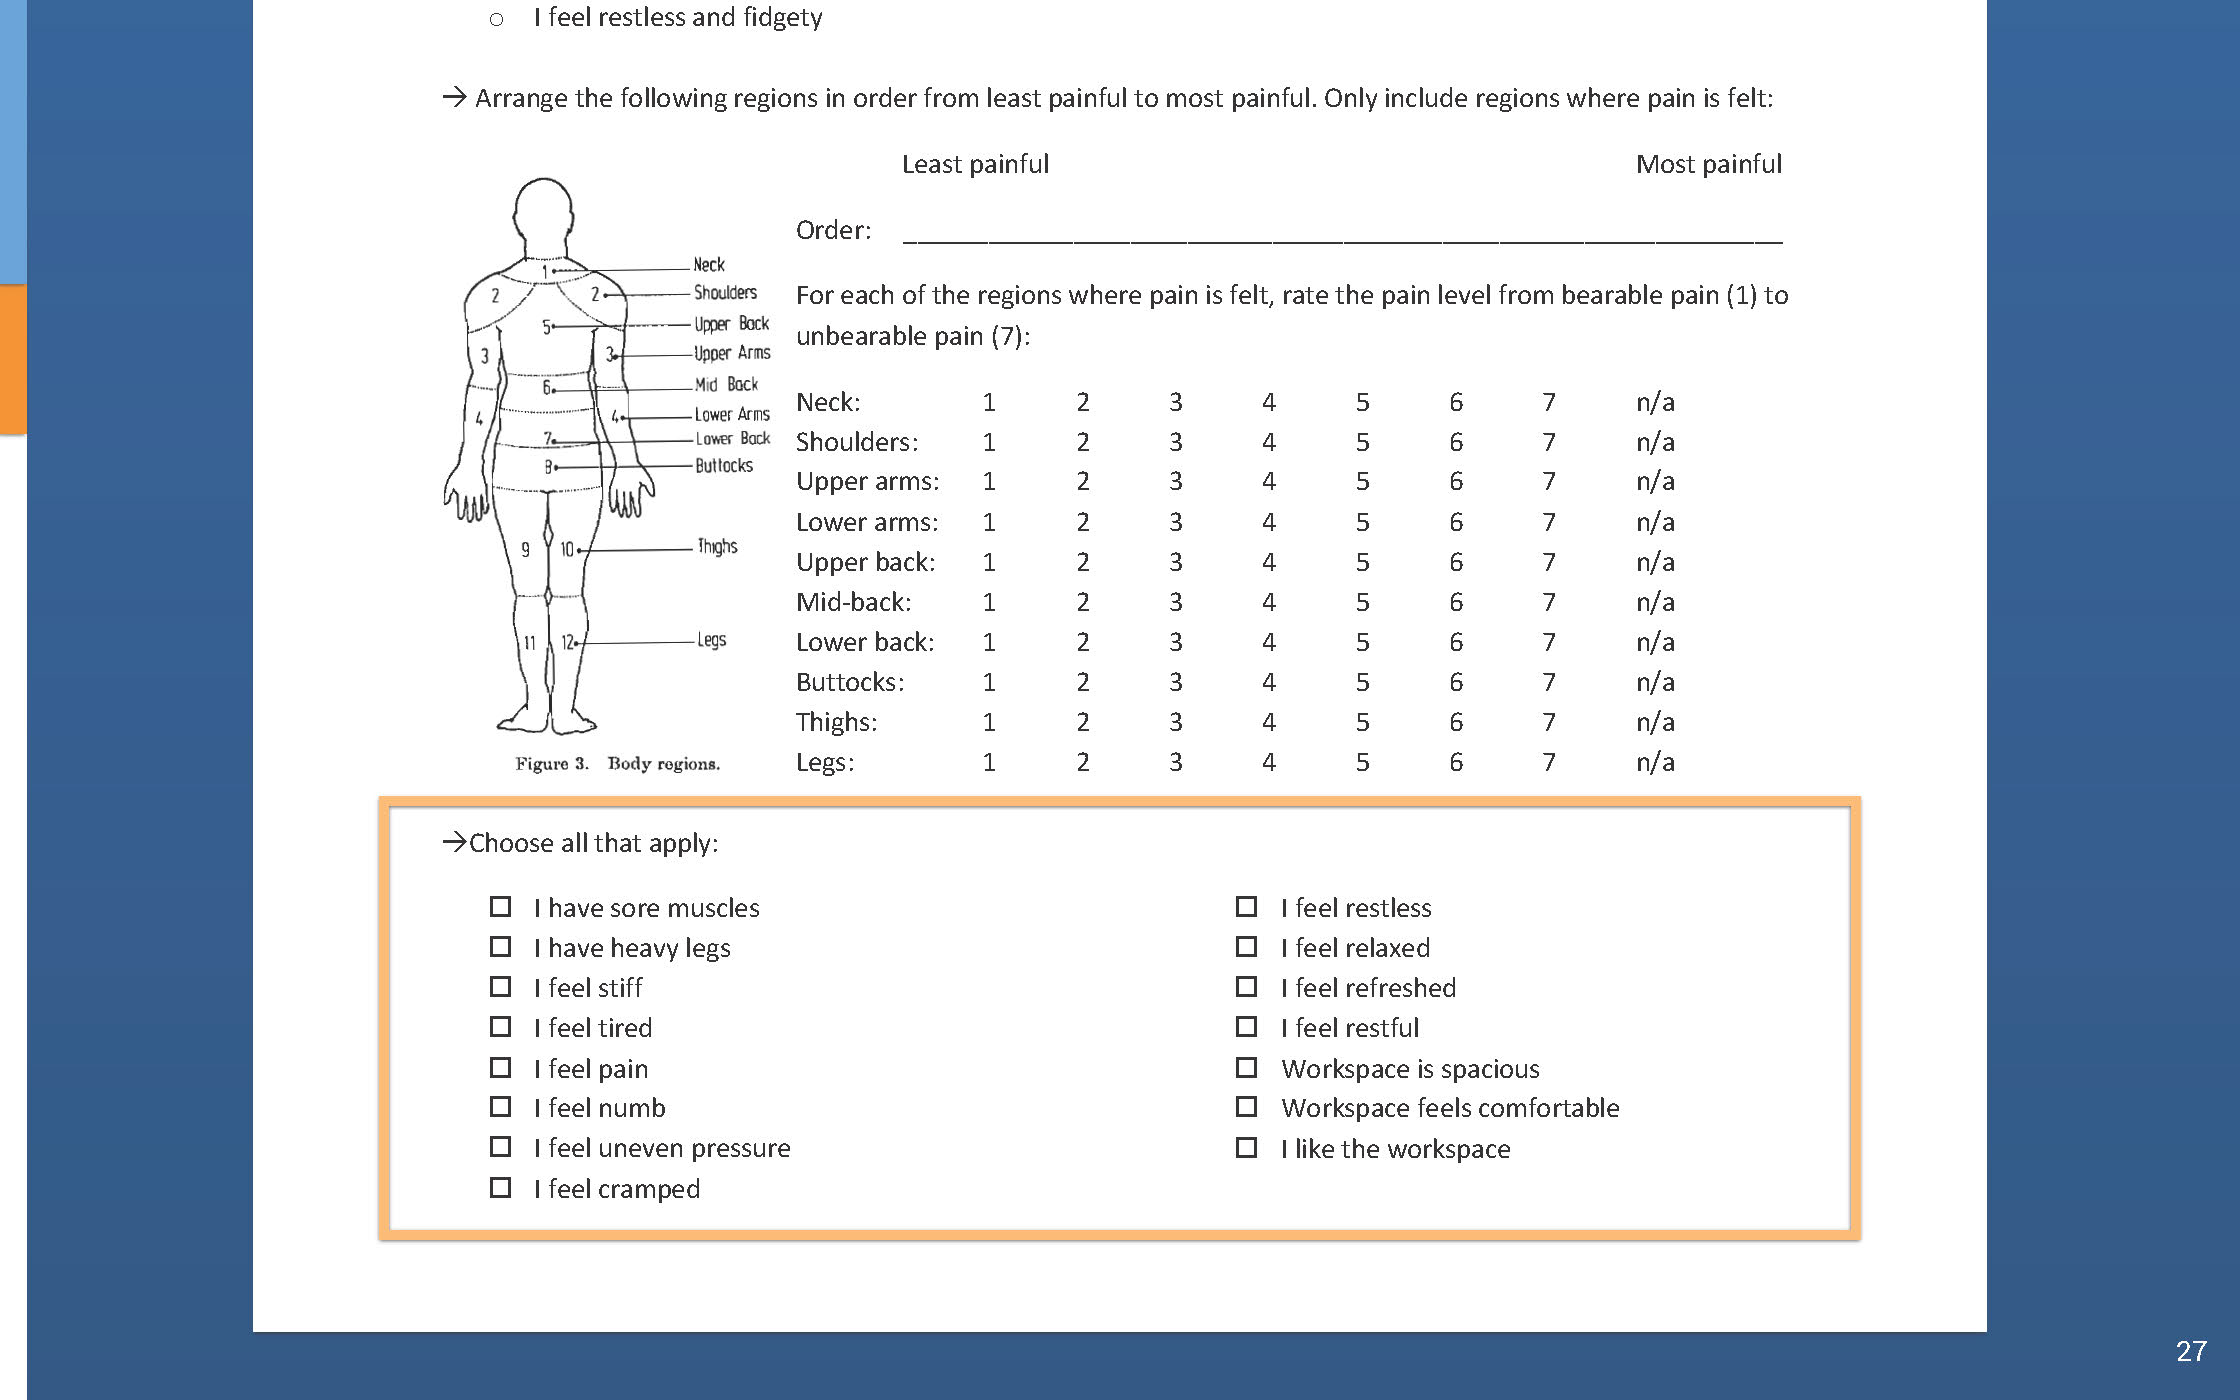 o I feel restless and fidgety
→ Arrange the following regions in order from least painful to most painful. Only include regions where pain is felt:
Least painful Most painful
Order: ______________________________________________________________
1 Neck
2 2 Shoulders
5 Upper Back
3 3 Upper Arms
6 Mid Back
4 4 Lower Arms
7 Lower Back
8 Buttocks
9 10 Thighs
11 12 Legs
Figure 3. Body regions.
For each of the regions where pain is felt, rate the pain level from bearable pain (1) to
unbearable pain (7):
Neck: 1 2 3 4 5 6 7 n/a
Shoulders: 1 2 3 4 5 6 7 n/a
Upper arms: 1 2 3 4 5 6 7 n/a
Lower arms: 1 2 3 4 5 6 7 n/a
Upper back: 1 2 3 4 5 6 7 n/a
Mid-back: 1 2 3 4 5 6 7 n/a
Lower back: 1 2 3 4 5 6 7 n/a
Buttocks: 1 2 3 4 5 6 7 n/a
Thighs: 1 2 3 4 5 6 7 n/a
Legs: 1 2 3 4 5 6 7 n/a
→Choose all that apply:
☐ I have sore muscles
☐ I have heavy legs
☐ I feel stiff
☐ I feel tired
☐ I feel pain
☐ I feel numb
☐ I feel uneven pressure
☐ I feel cramped
☐ I feel restless
☐ I feel relaxed
☐ I feel refreshed
☐ I feel restful
☐ Workspace is spacious
☐ Workspace feels comfortable
☐ I like the workspace
27